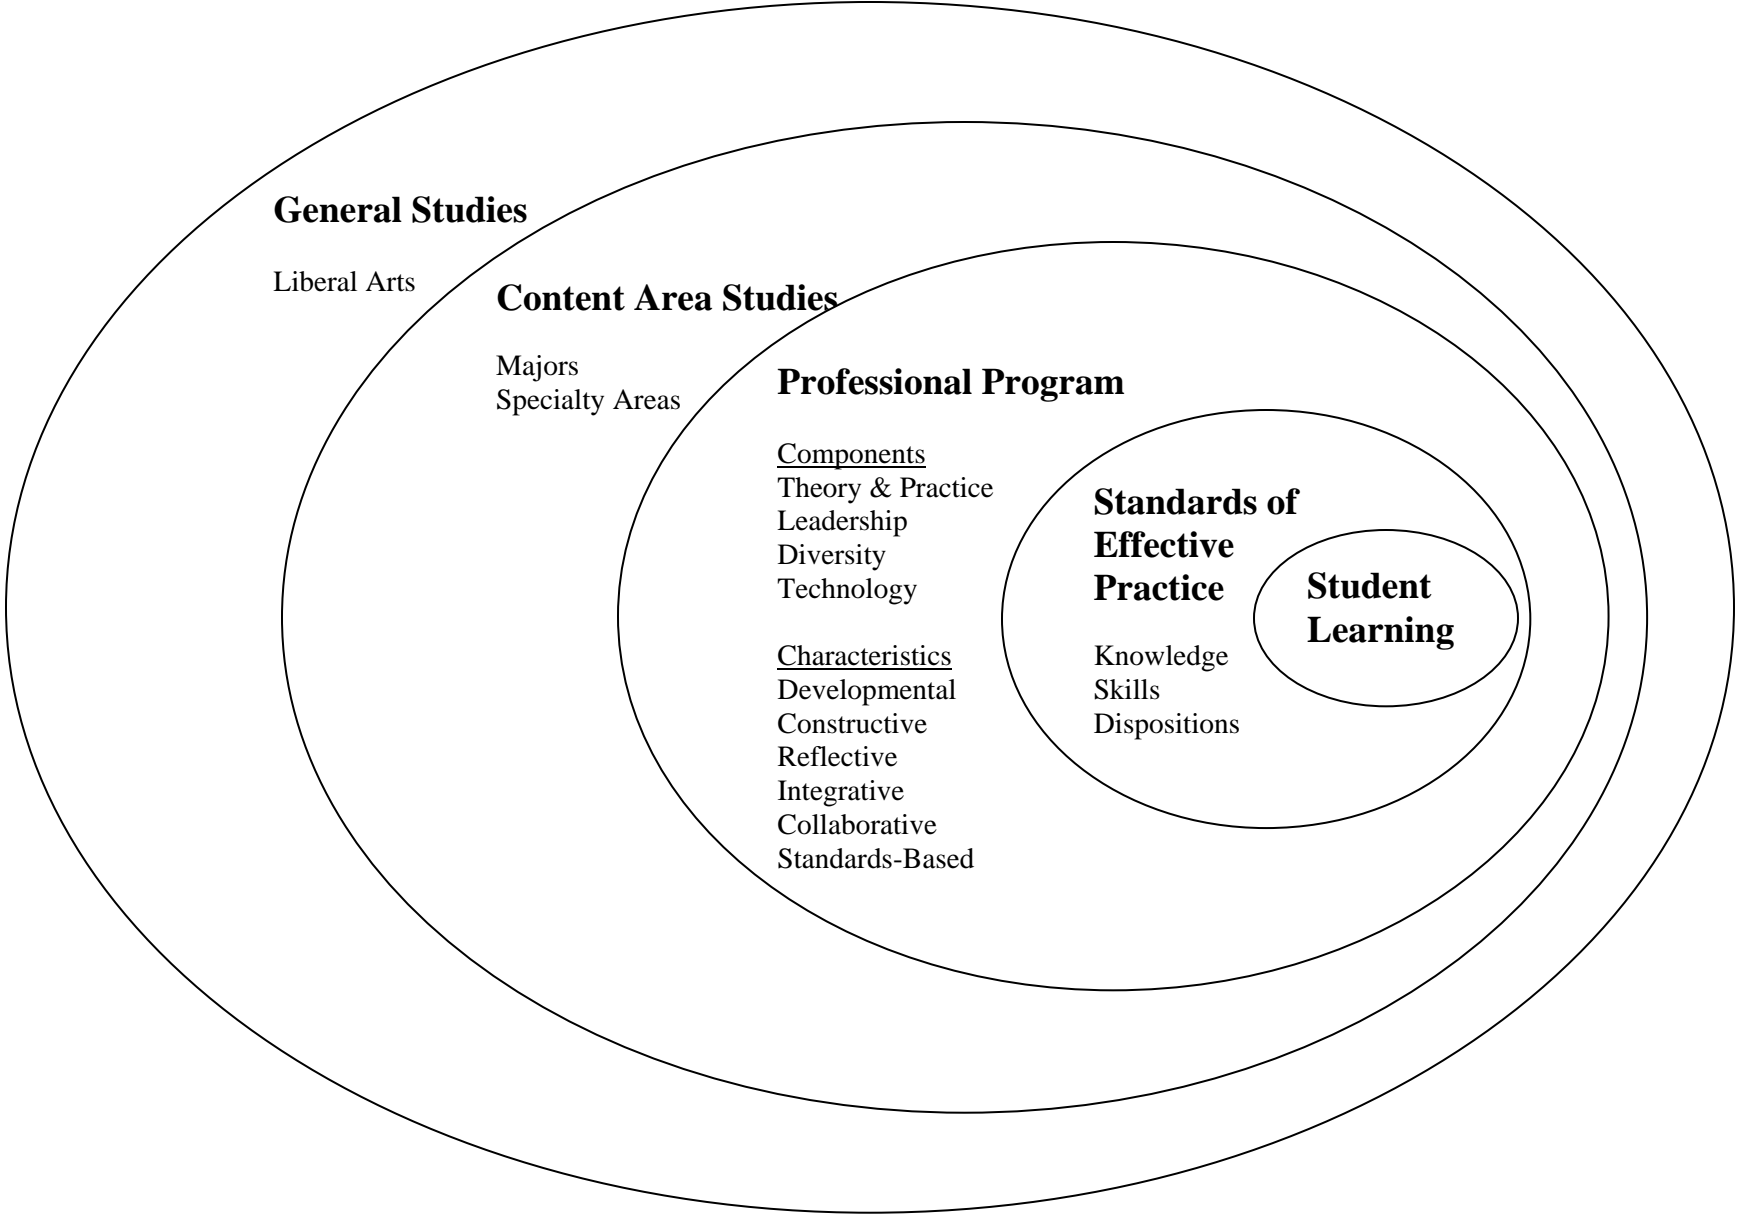 General Studies
Liberal Arts
Content Area Studies
Majors
Specialty Areas
Professional Program
Components
Theory & Practice
Leadership
Diversity
Technology
Characteristics
Developmental
Constructive
Reflective
Integrative
Collaborative
Standards-Based
Standards of
Effective
Practice
Knowledge
Skills
Dispositions
Student
Learning